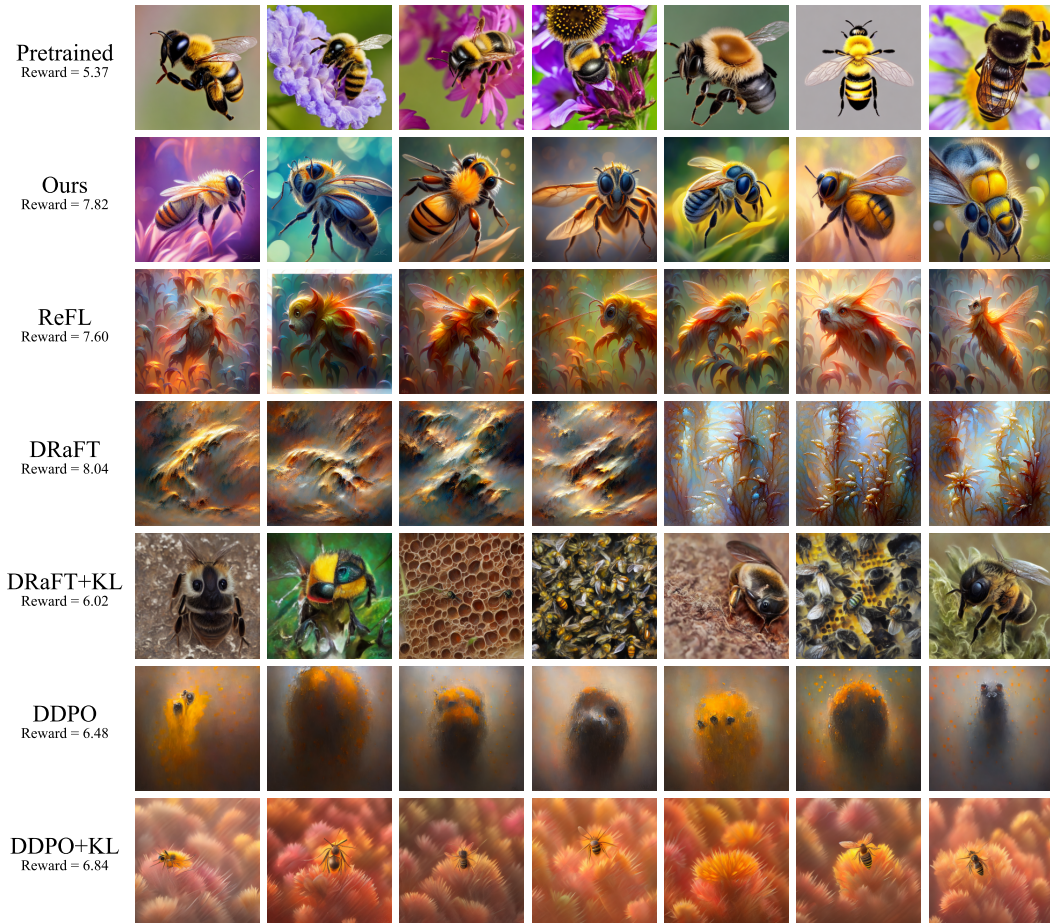 Pretrained
Reward = 5.37
Ours
Reward = 7.82
ReFL
Reward = 7.60
DRaFT
Reward = 8.04
DRaFT+KL
Reward = 6.02
DDPO
Reward = 6.48
DDPO+KL
Reward = 6.84